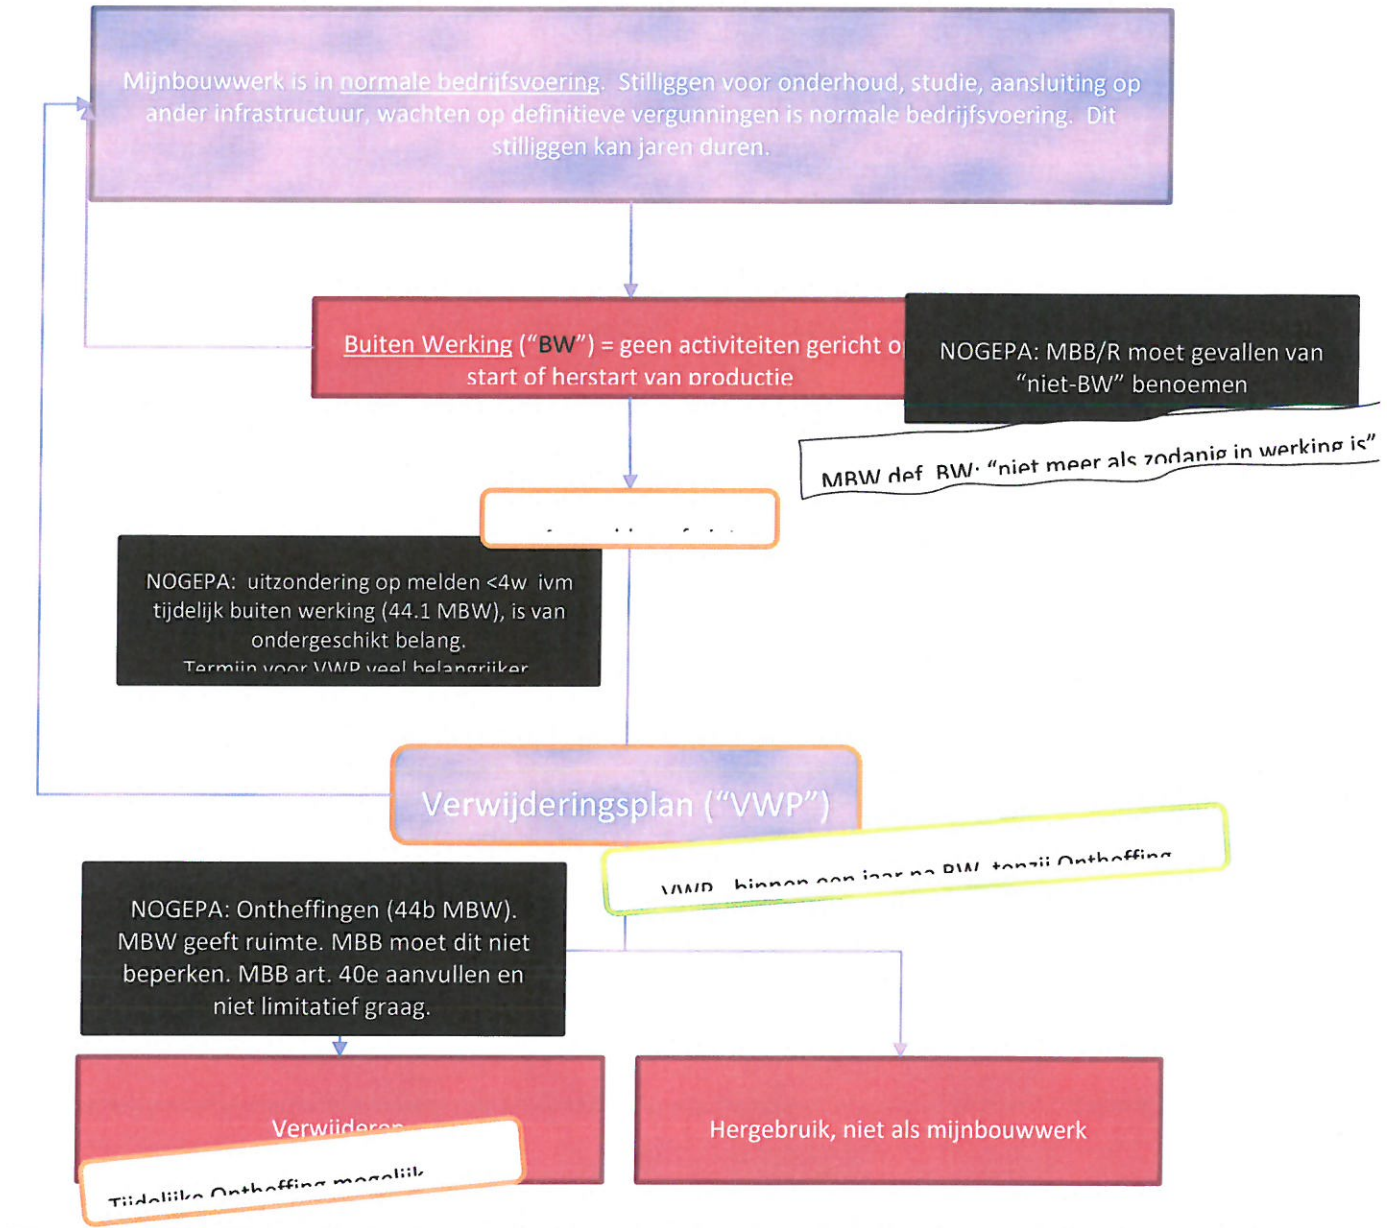 Mijnbouwwerk is in normale bedrijfsvoering. Stilliggen voor onderhoud, studie, aansluiting op
ander infrastructuur, wachten op definitieve vergunningen is normale bedrijfsvoering. Dit
stilliggen kan jaren duren.
Buiten Werking (“BW”) = geen activiteiten gericht o
start of herstart van productie
NOGEPA: MBB/R moet gevallen van
“niet-BW” benoemen
MBW def BW: “niet meer als zodanig in werking is”
NOGEPA: uitzondering op melden <4w ivm
tijdelijk buiten werking (44.1 MBW), is van
ondergeschikt belang.
Termijn voor VWP veel belangrijker
Verwijderingsplan (“VWP”)
VWP binnen een jaar na BW, tenzij Ontheffing
NOGEPA: Ontheffingen (44b MBW).
MBW geeft ruimte. MBB moet dit niet
beperken. MBB art. 40e aanvullen en
niet limitatief graag.
Verwijderen
Tijdelijke Ontheffing mogelijk
Hergebruik, niet als mijnbouwwerk